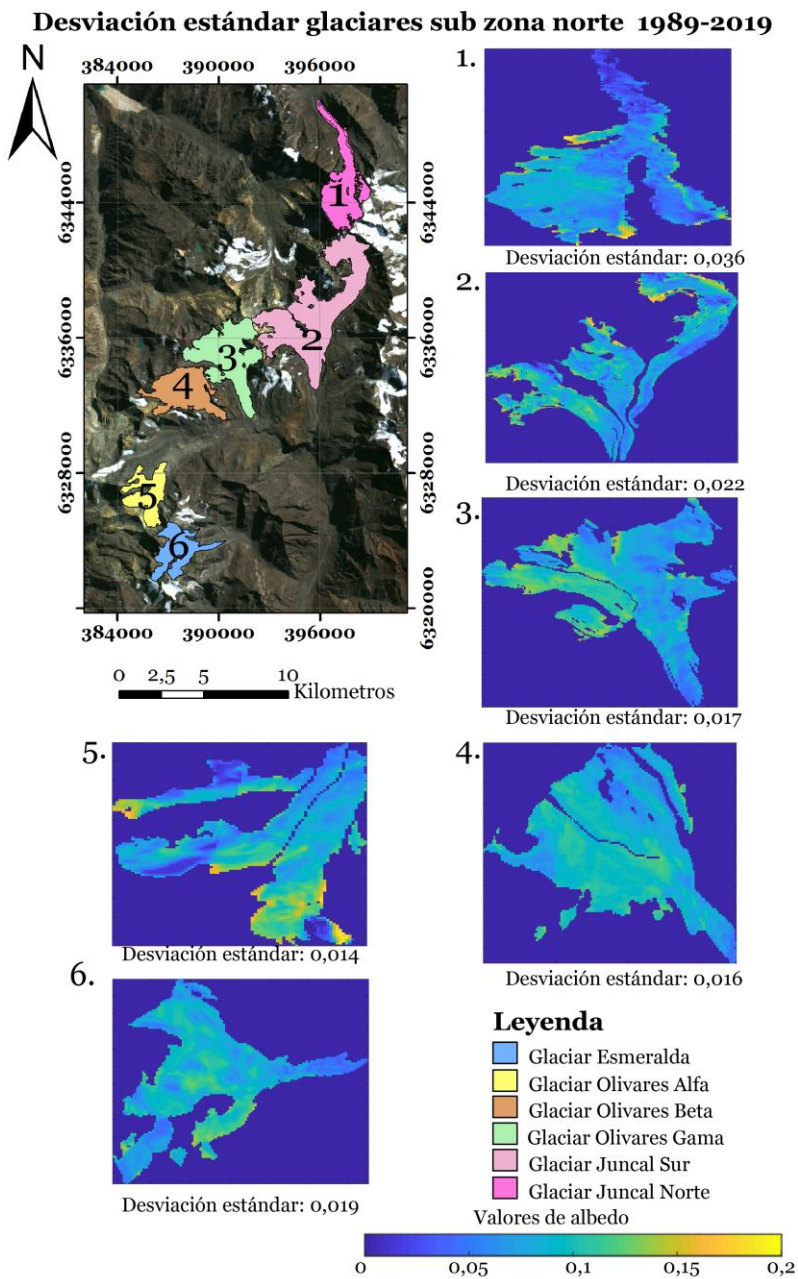 Desviación estándar glaciares sub zona norte 1989-2019
N
384000 390000 396000
6344000 6344000
6336000 6336000
6328000 6328000
6320000
1
2
3
4
5
6
384000 390000 396000
0 2,5 5 10
Kilometros
1.
Desviación estándar: 0,036
2.
Desviación estándar: 0,022
3.
Desviación estándar: 0,017
5.
Desviación estándar: 0,014
4.
Desviación estándar: 0,016
6.
Desviación estándar: 0,019
Leyenda
Glaciar Esmeralda
Glaciar Olivares Alfa
Glaciar Olivares Beta
Glaciar Olivares Gama
Glaciar Juncal Sur
Glaciar Juncal Norte
Valores de albedo
0 0,05 0,1 0,15 0,2